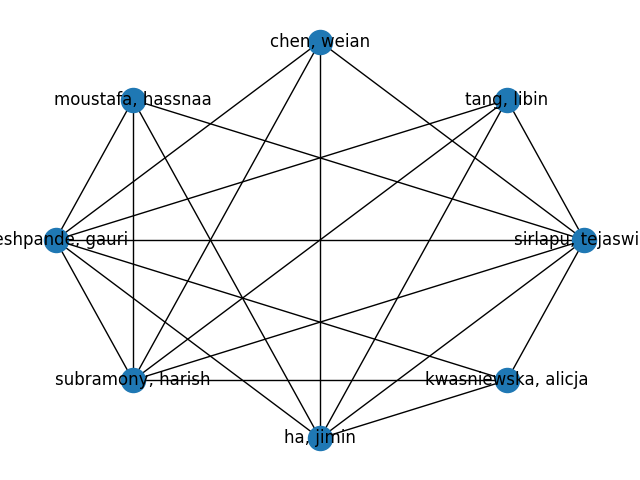 chen, weian
moustafa, hassnaa
tang, libin
eshpande, gauri
sirlapu, tejaswi
subramony, harish
kwasniewska, alicja
ha, jimin